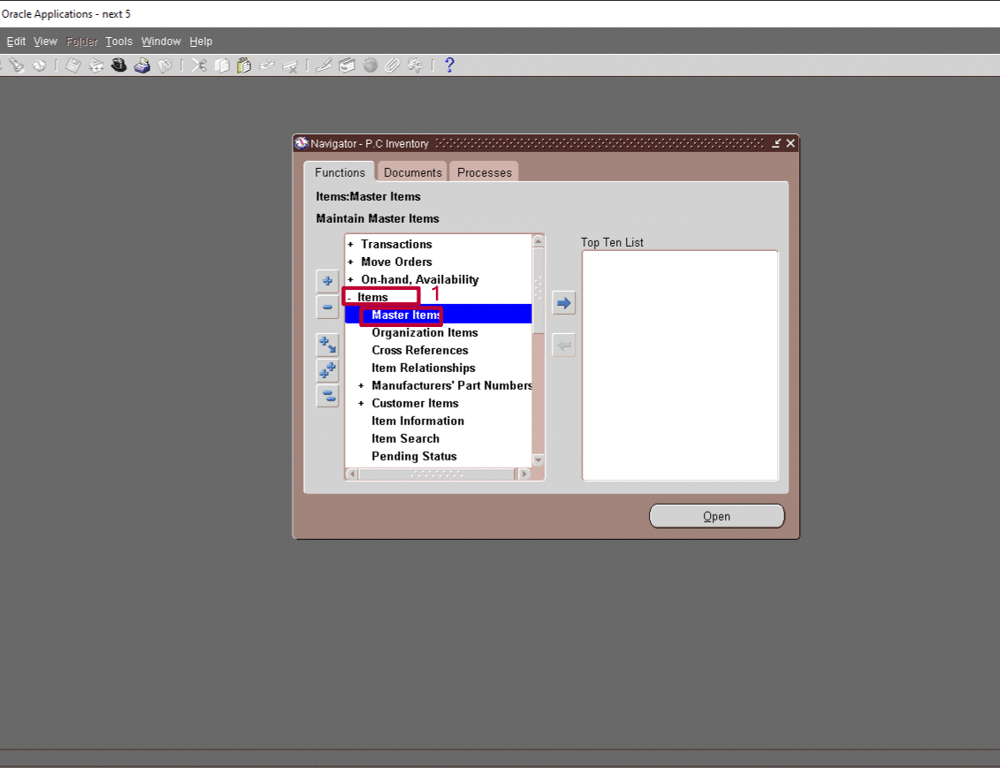 Oracle Applications - next 5
Edit View Folder Tools Window Help
Navigator - P.C Inventory
Functions Documents Processes
Items:Master Items
Maintain Master Items
Top Ten List
+ Transactions
+ Move Orders
+ On-hand, Availability
- Items 1
Master Items
Organization Items
Cross References
Item Relationships
+ Manufacturers' Part Numbers
+ Customer Items
Item Information
Item Search
Pending Status
Open